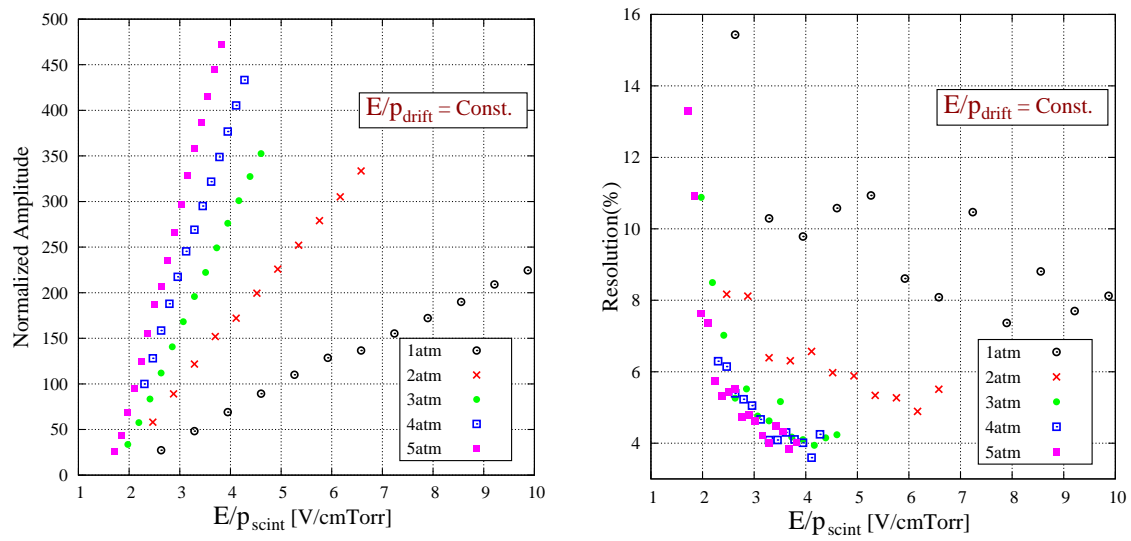 500
450
400
350
300
250
200
150
100
50
0
Normalized Amplitude
E/p_drift = Const.
1atm
2atm
3atm
4atm
5atm
1 2 3 4 5 6 7 8 9 10
E/p_scint [V/cmTorr]
16
14
12
10
8
6
4
2
Resolution(%)
E/p_drift = Const.
1atm
2atm
3atm
4atm
5atm
1 2 3 4 5 6 7 8 9 10
E/p_scint [V/cmTorr]